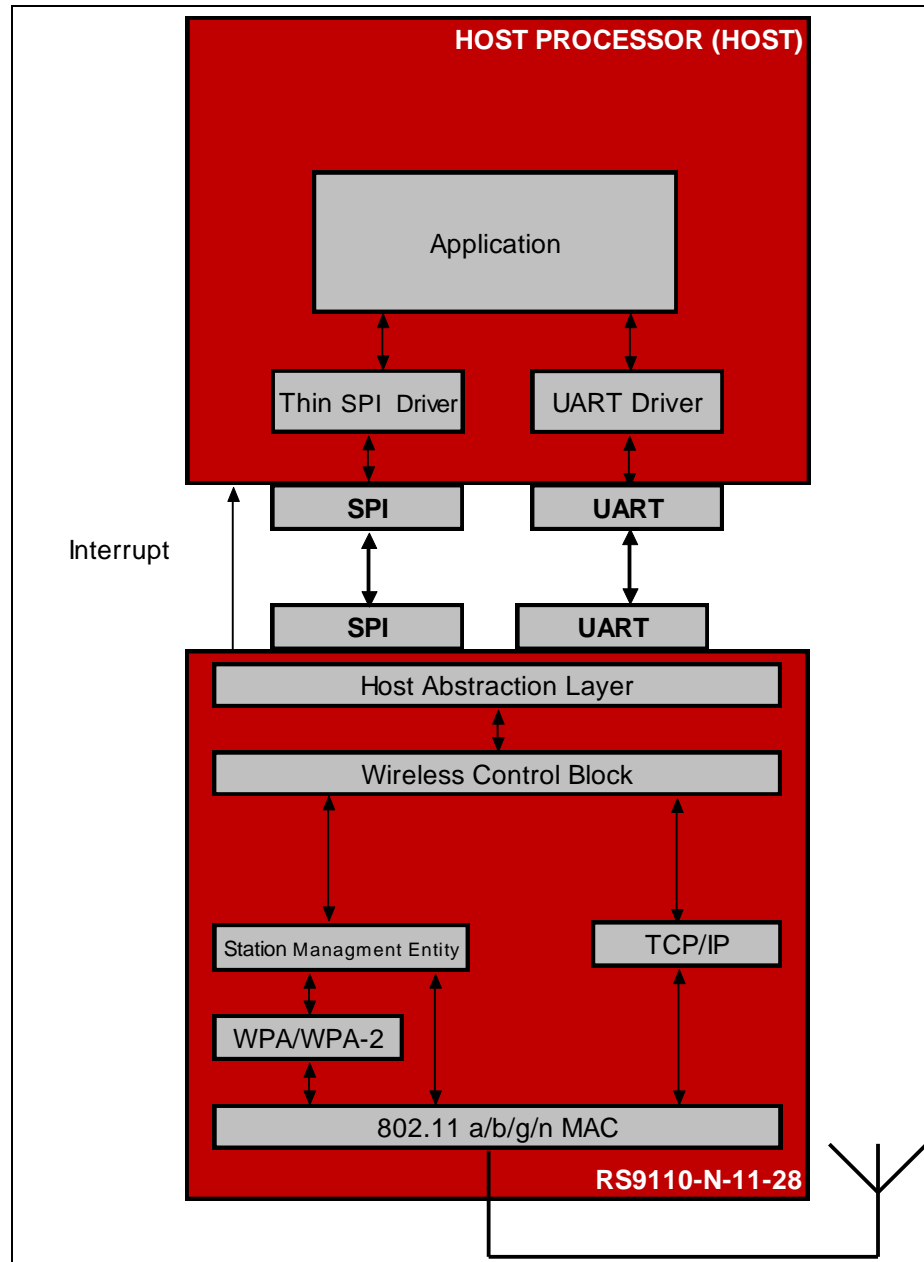 HOST PROCESSOR (HOST)
Application
Thin SPI Driver
UART Driver
SPI
UART
Interrupt
SPI
UART
Host Abstraction Layer
Wireless Control Block
Station Managment Entity
TCP/IP
WPA/WPA-2
802.11 a/b/g/n MAC
RS9110-N-11-28